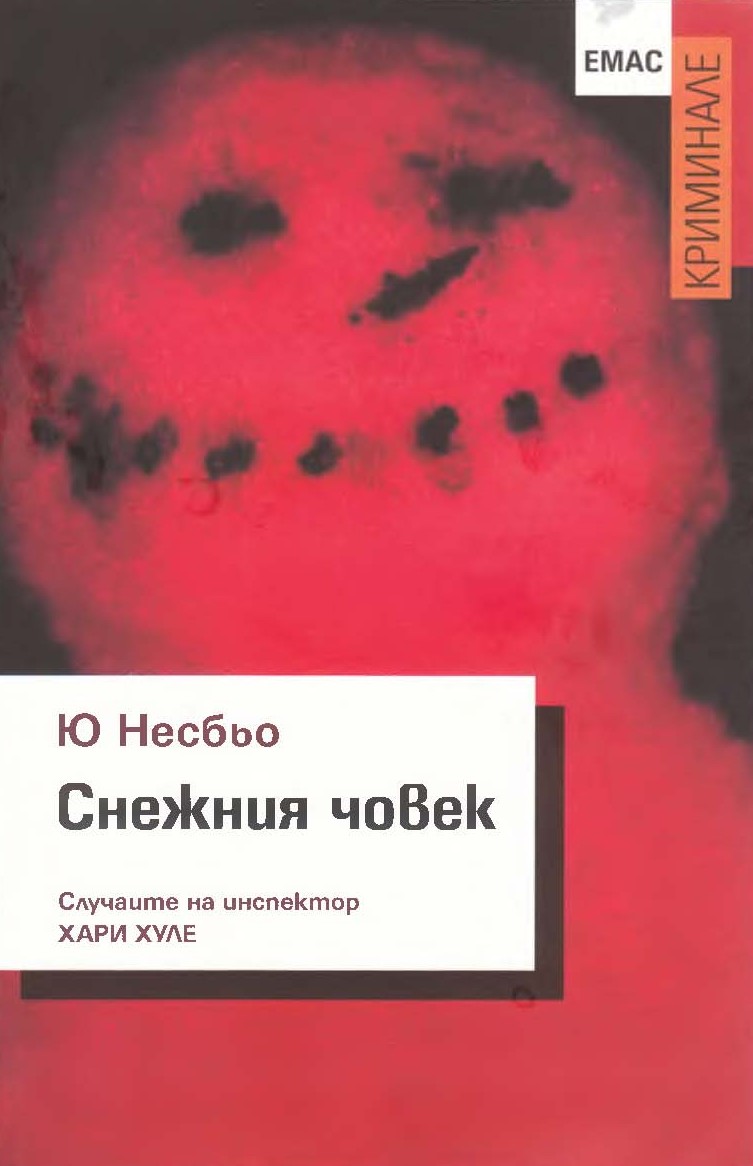 ЕМАС
КРИМИНАЛЕ
Ю Несбьо
Снежния човек
Случаите на инспектор
ХАРИ ХУЛЕ